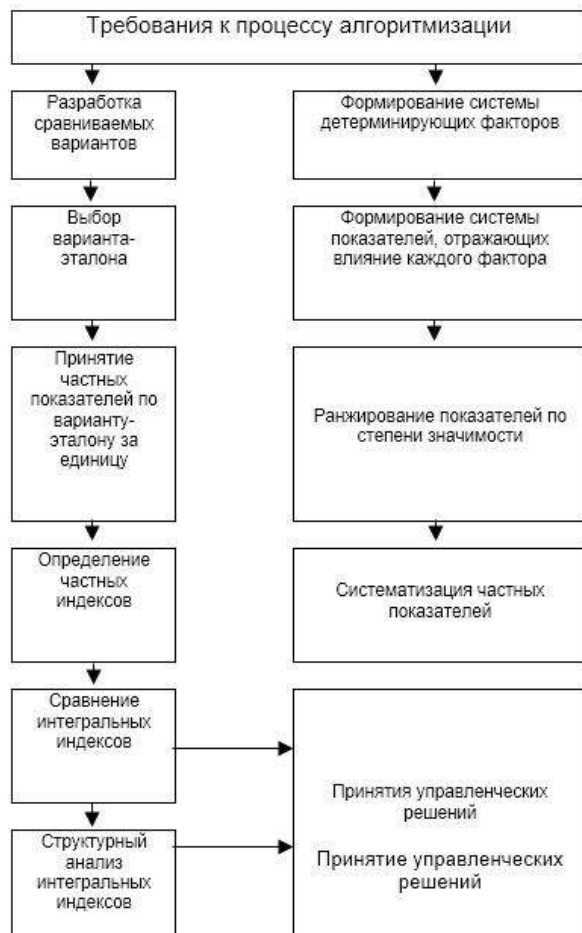 Требования к процессу алгоритмизации
Разработка
сравниваемых
вариантов
Формирование системы
детерминирующих факторов
Выбор
варианта-
эталона
Формирование системы
показателей, отражающих
влияние каждого фактора
Принятие
частных
показателей по
варианту-
эталону за
единицу
Ранжирование показателей по
степени значимости
Определение
частных
индексов
Систематизация частных
показателей
Сравнение
интегральных
индексов
Структурный
анализ
интегральных
индексов
Принятия управленческих
решений
Принятие управленческих
решений